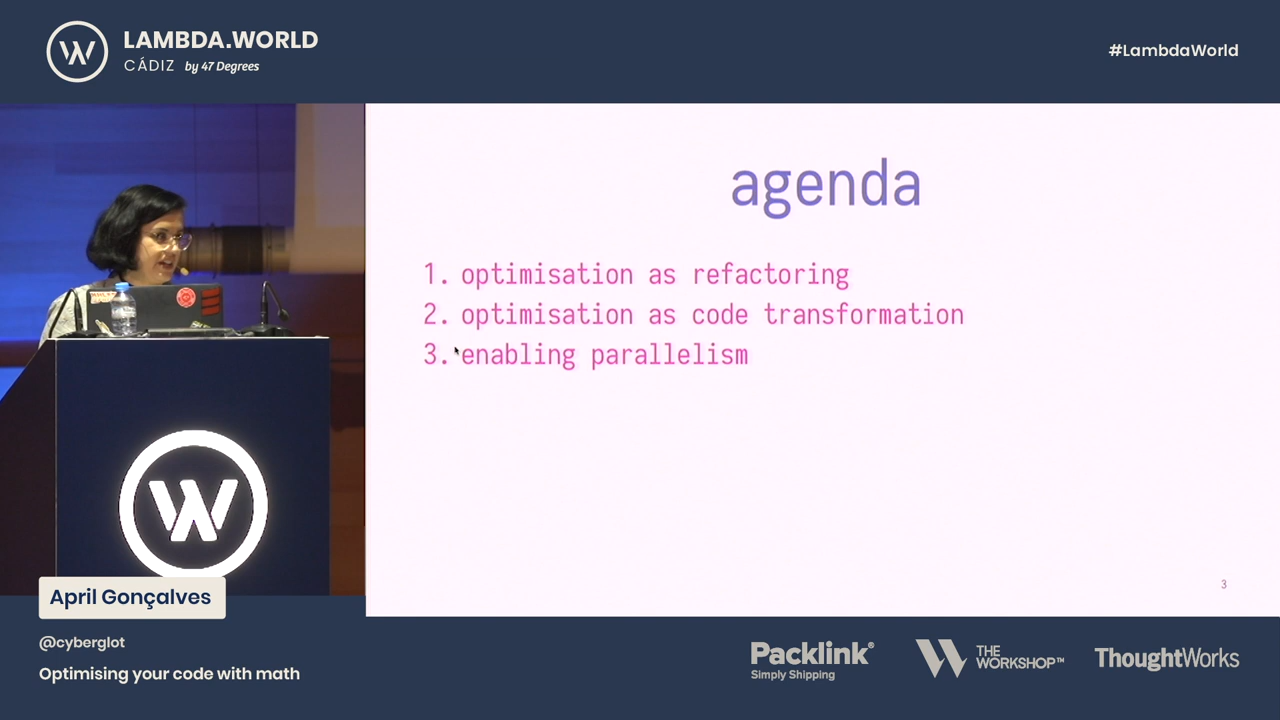 LAMBDA.WORLD
CÁDIZ by 47 Degrees
#LambdaWorld
agenda
1. optimisation as refactoring
2. optimisation as code transformation
3. enabling parallelism
3
April Gonçalves
@cyberglot
Optimising your code with math
Packlink®
Simply Shipping
THE
WORKSHOP™
ThoughtWorks